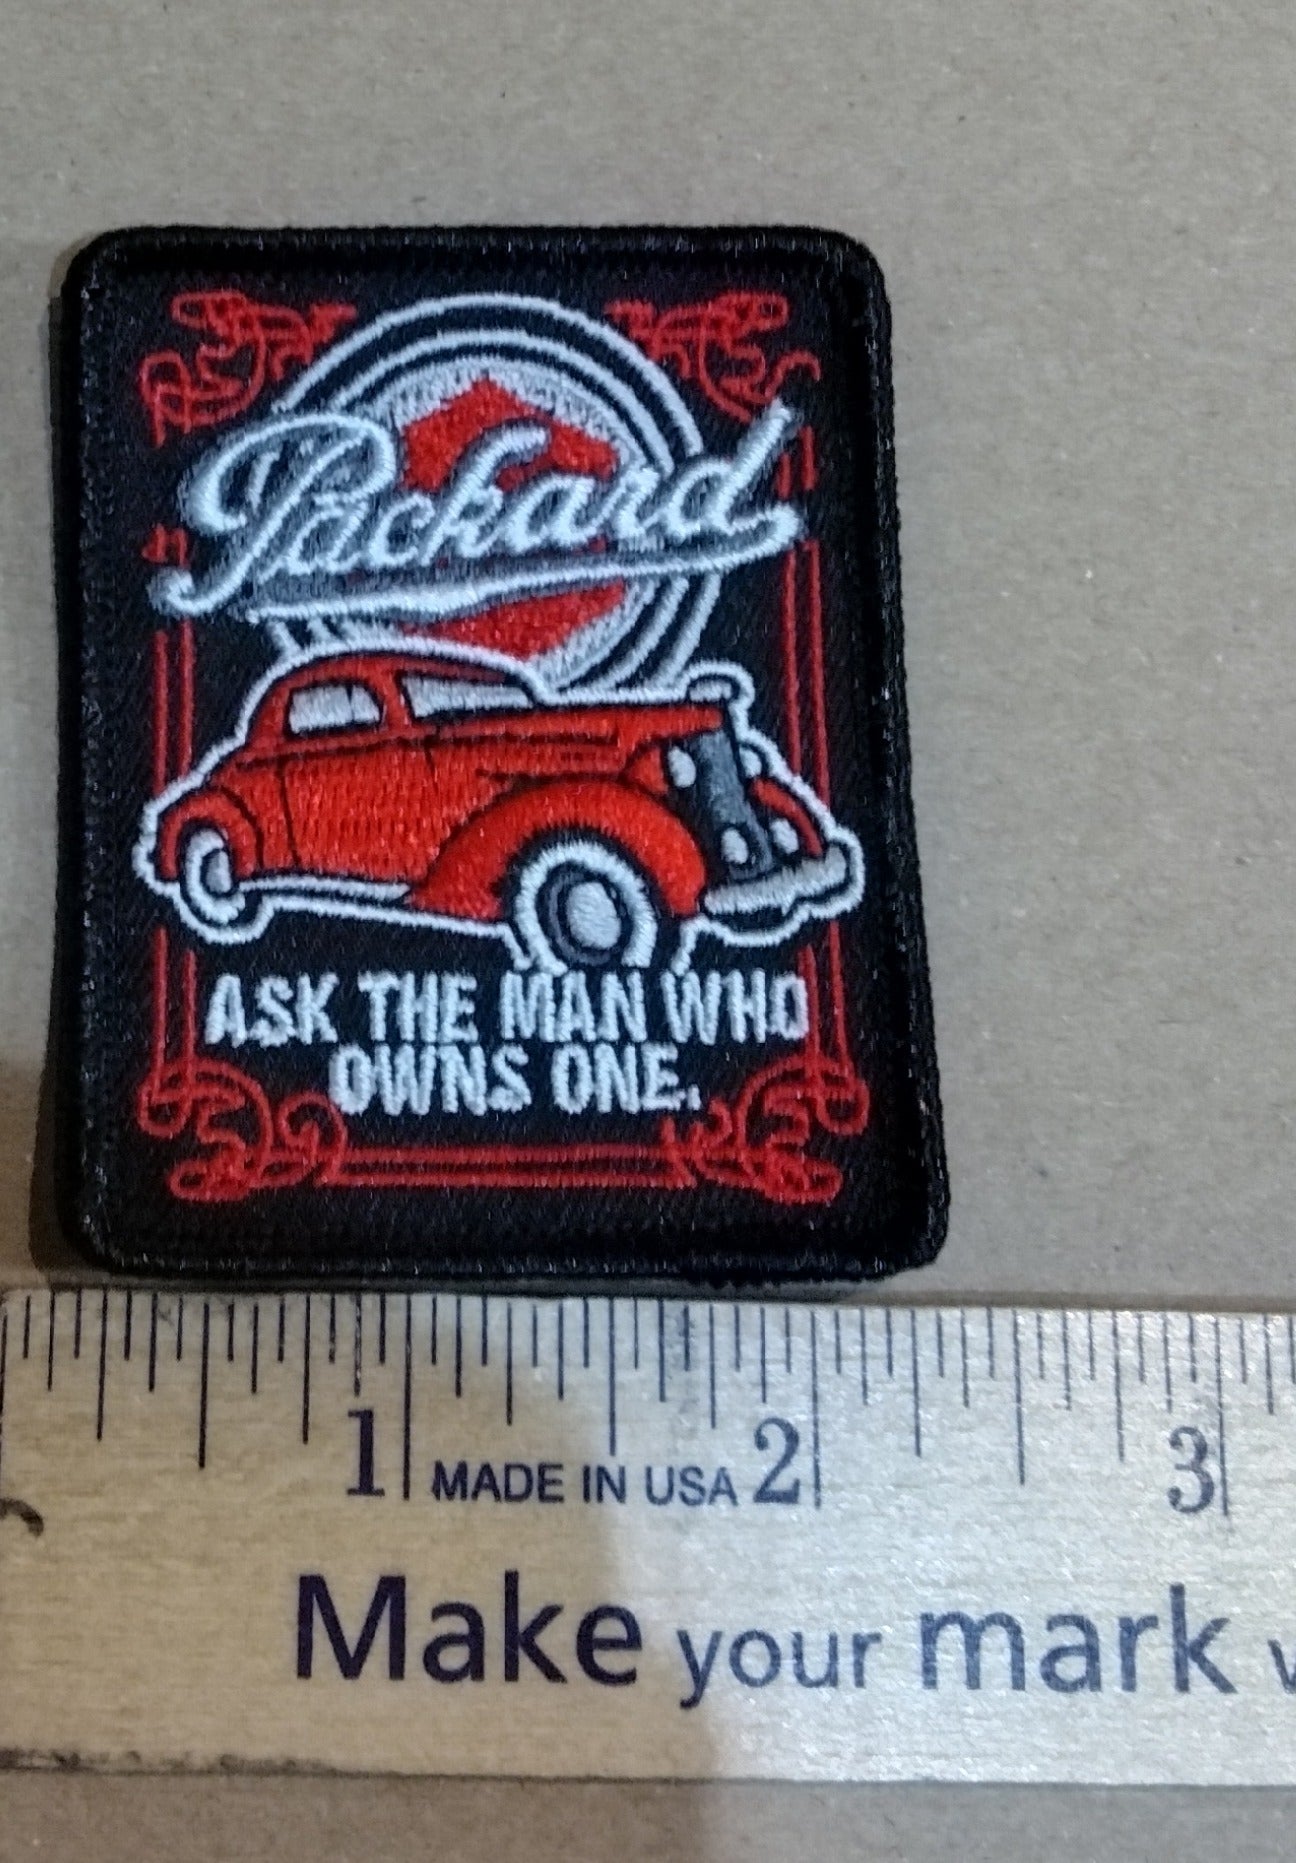 Packard
ASK THE MAN WHO
OWNS ONE.
1 MADE IN USA 2 3
Make your mark